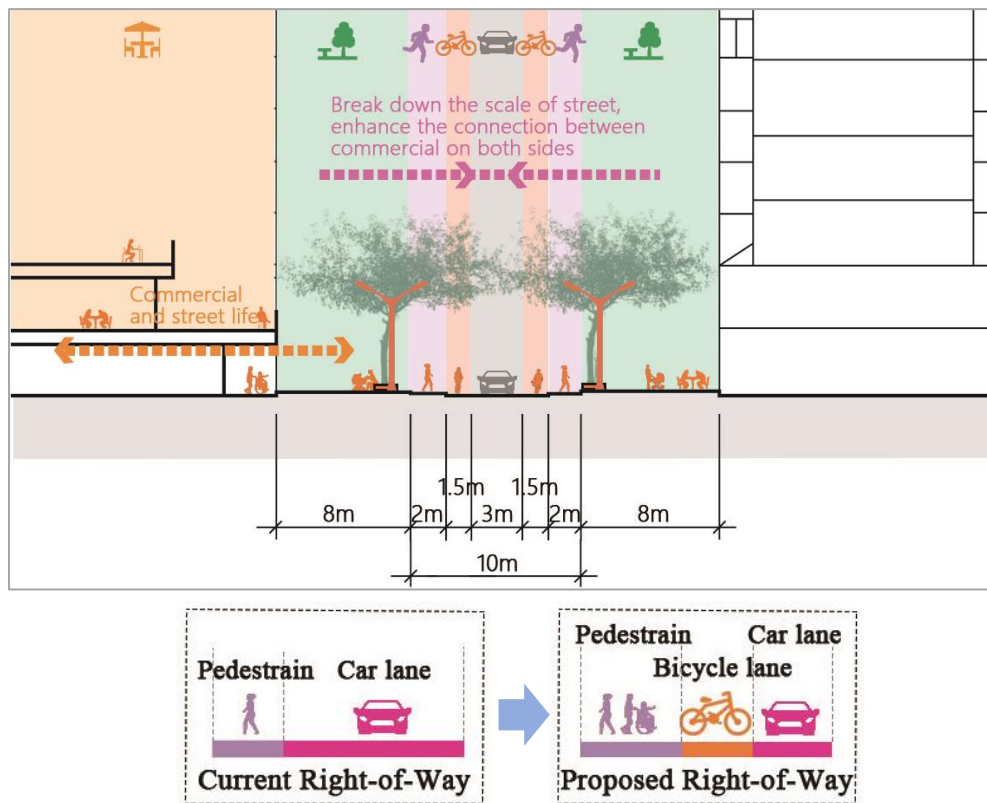 Break down the scale of street,
enhance the connection between
commercial on both sides
Commercial
and street life
1.5m 1.5m
8m 2m 3m 2m 8m
10m
Pedestrain Car lane
Current Right-of-Way
Pedestrain Car lane
Bicycle lane
Proposed Right-of-Way